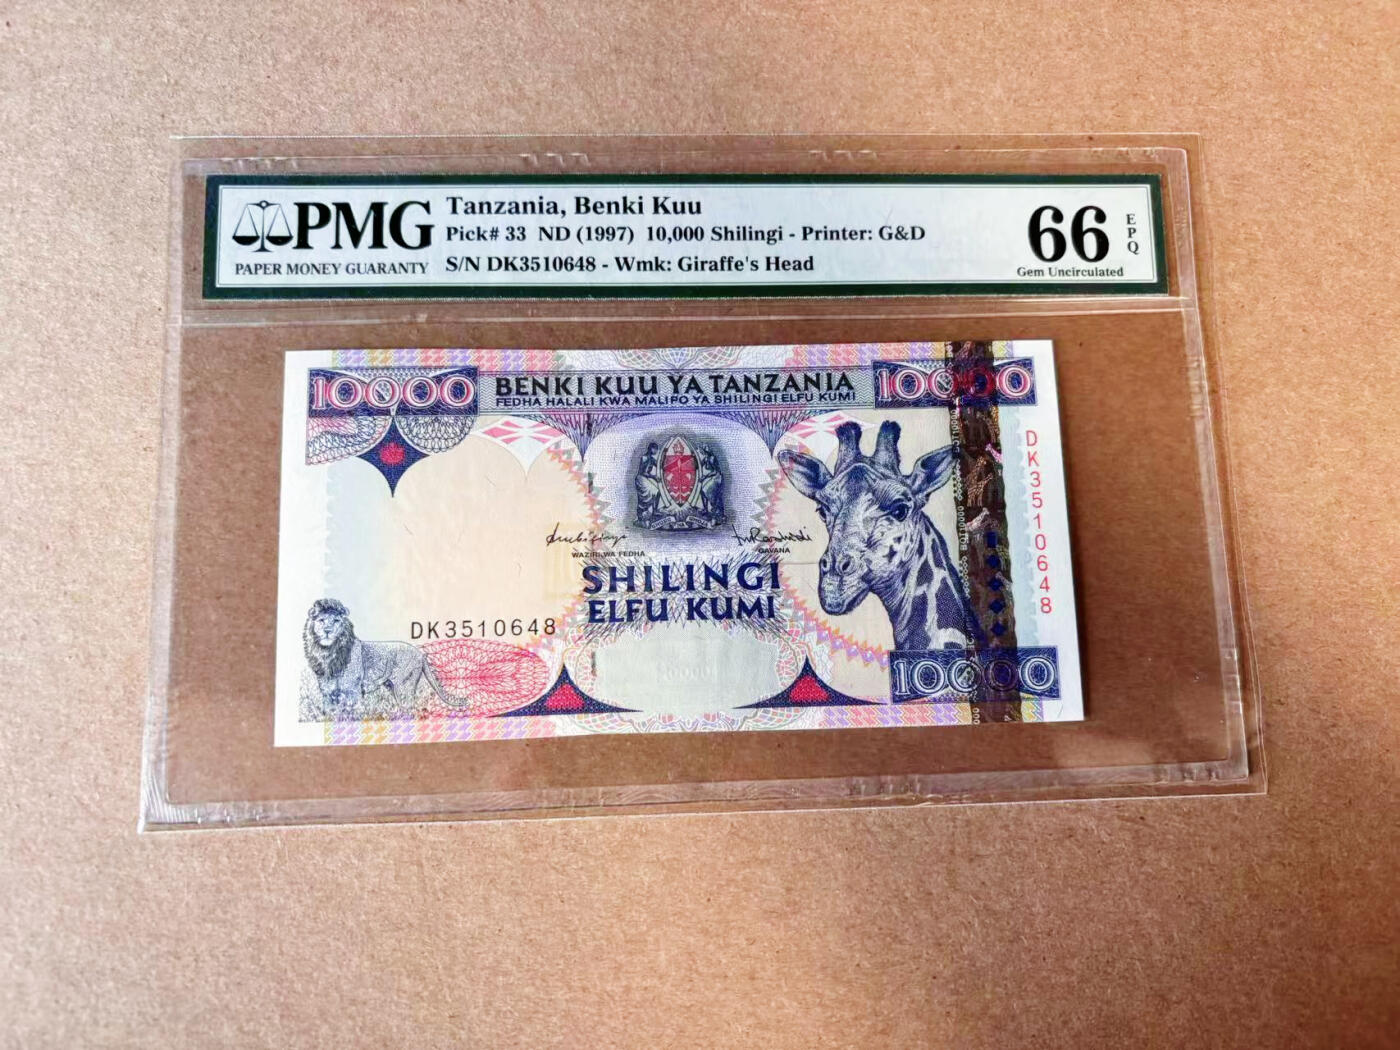 PMG
PAPER MONEY GUARANTY
Tanzania, Benki Kuu
Pick# 33 ND (1997) 10,000 Shilingi - Printer: G&D
S/N DK3510648 - Wmk: Giraffe's Head
66
EPQ
Gem Uncirculated
10000
BENKI KUU YA TANZANIA
FEDHA HALALI KWA MALIPO YA SHILINGI ELFU KUMI
10000
DK3510648
WAZIRI WA FEDHA
GAVANA
SHILINGI
ELFU KUMI
DK3510648
10000
10000
BOT10000